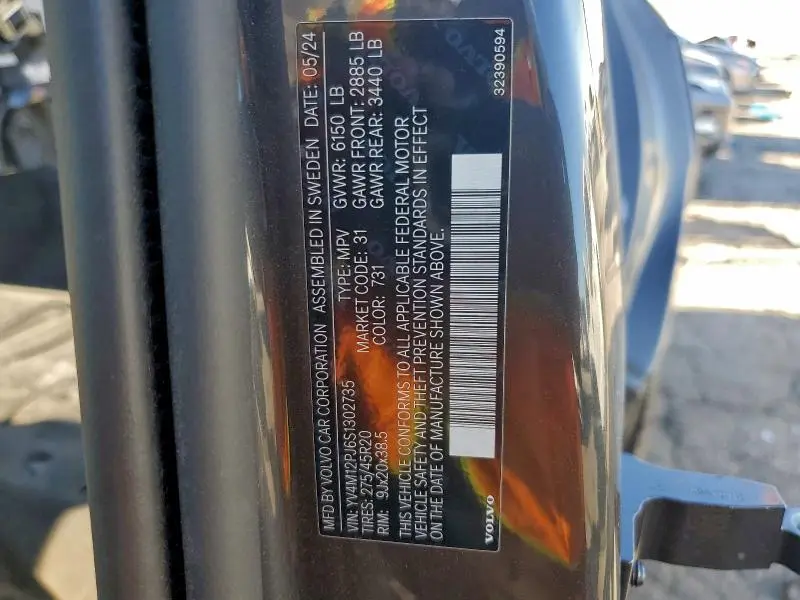 MFD BY VOLVO CAR CORPORATION ASSEMBLED IN SWEDEN DATE: 05/24
VIN: YV4M12PJ6S1302735 TYPE: MPV GVWR: 6150 LB
TIRES: 275/45R20 MARKET CODE: 31 GAWR FRONT: 2885 LB
RIM: 9Jx20x38.5 COLOR: 731 GAWR REAR: 3440 LB
THIS VEHICLE CONFORMS TO ALL APPLICABLE FEDERAL MOTOR
VEHICLE SAFETY AND THEFT PREVENTION STANDARDS IN EFFECT
ON THE DATE OF MANUFACTURE SHOWN ABOVE.
VOLVO 32390594